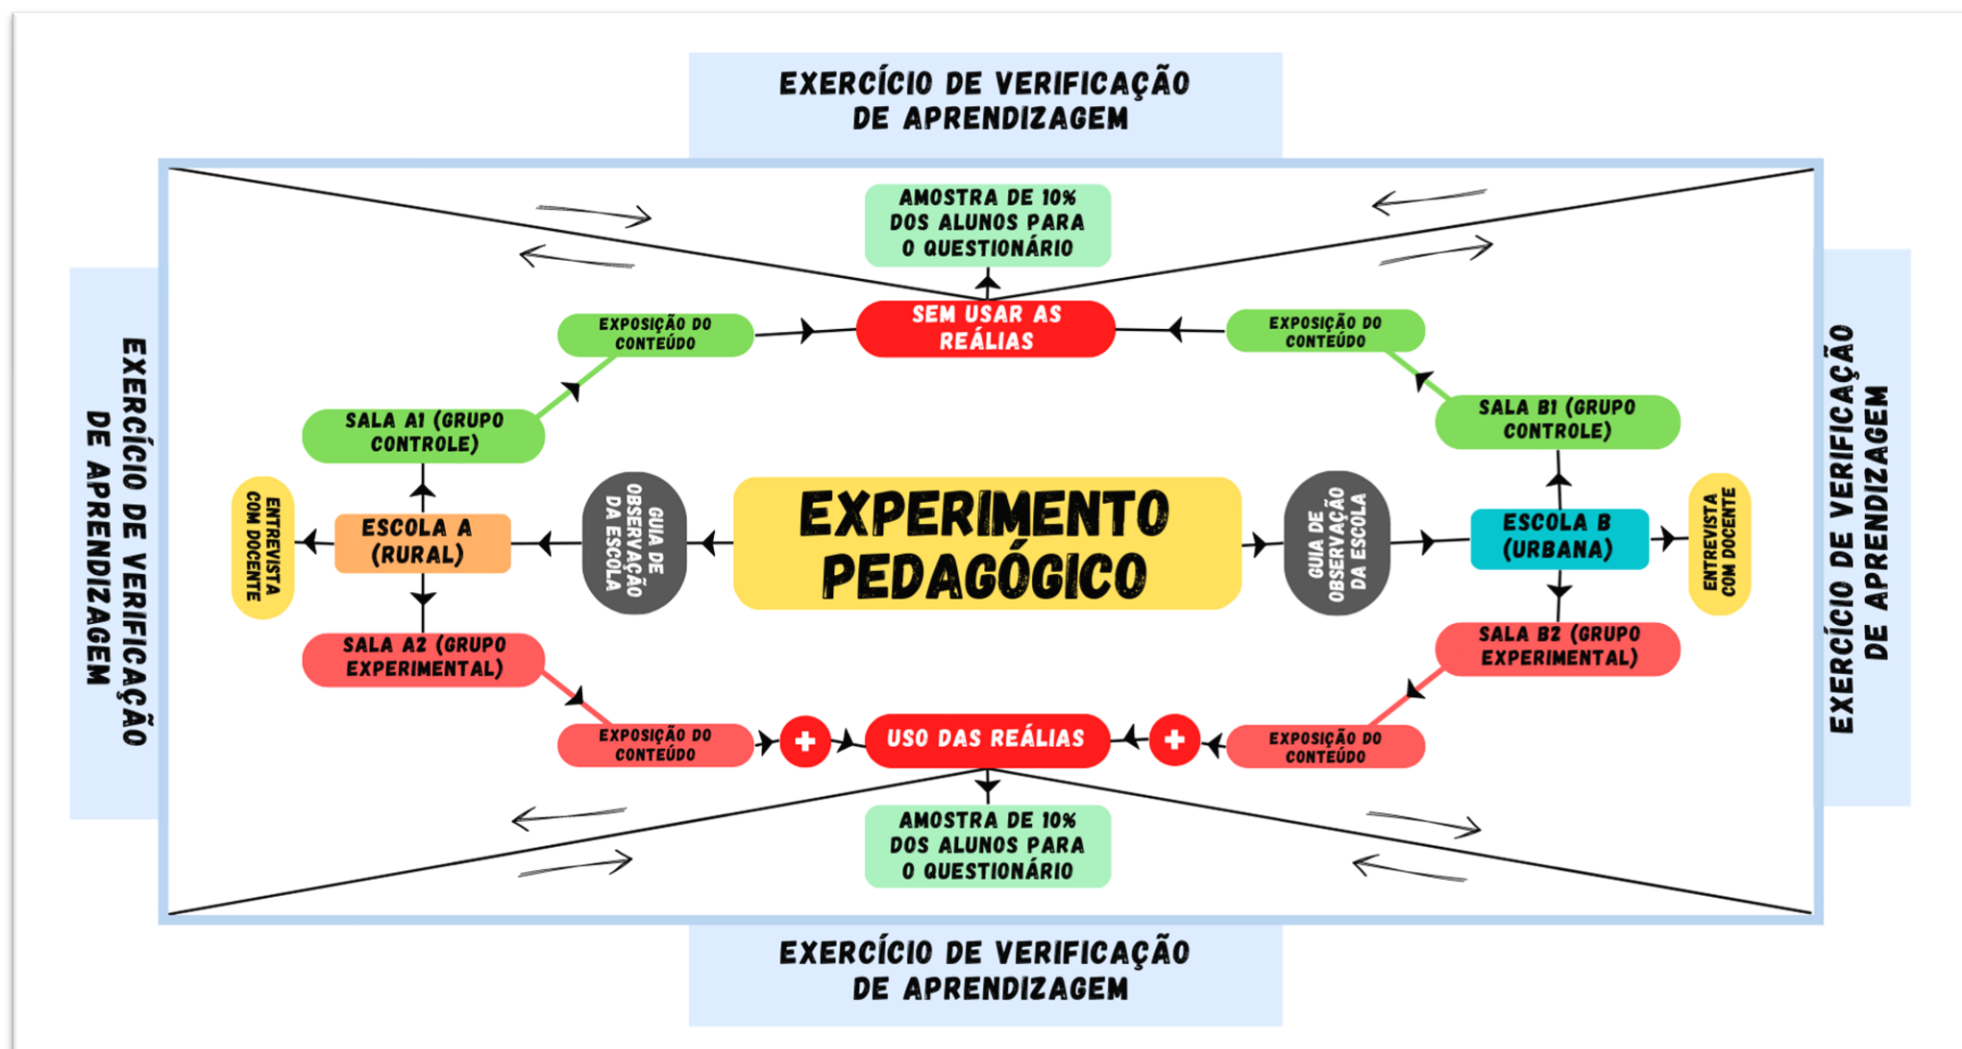 EXERCÍCIO DE VERIFICAÇÃO
DE APRENDIZAGEM
AMOSTRA DE 10%
DOS ALUNOS PARA
O QUESTIONÁRIO
SEM USAR AS
REÁLIAS
EXPOSIÇÃO DO
CONTEÚDO
EXPOSIÇÃO DO
CONTEÚDO
SALA A1 (GRUPO
CONTROLE)
SALA B1 (GRUPO
CONTROLE)
EXERCÍCIO DE VERIFICAÇÃO
DE APRENDIZAGEM
ENTREVISTA
COM DOCENTE
ESCOLA A
(RURAL)
GUIA DE
OBSERVAÇÃO
DA ESCOLA
EXPERIMENTO
PEDAGÓGICO
GUIA DE
OBSERVAÇÃO
DA ESCOLA
ESCOLA B
(URBANA)
ENTREVISTA
COM DOCENTE
EXERCÍCIO DE VERIFICAÇÃO
DE APRENDIZAGEM
SALA A2 (GRUPO
EXPERIMENTAL)
SALA B2 (GRUPO
EXPERIMENTAL)
EXPOSIÇÃO DO
CONTEÚDO
+
USO DAS REÁLIAS
+
EXPOSIÇÃO DO
CONTEÚDO
AMOSTRA DE 10%
DOS ALUNOS PARA
O QUESTIONÁRIO
EXERCÍCIO DE VERIFICAÇÃO
DE APRENDIZAGEM